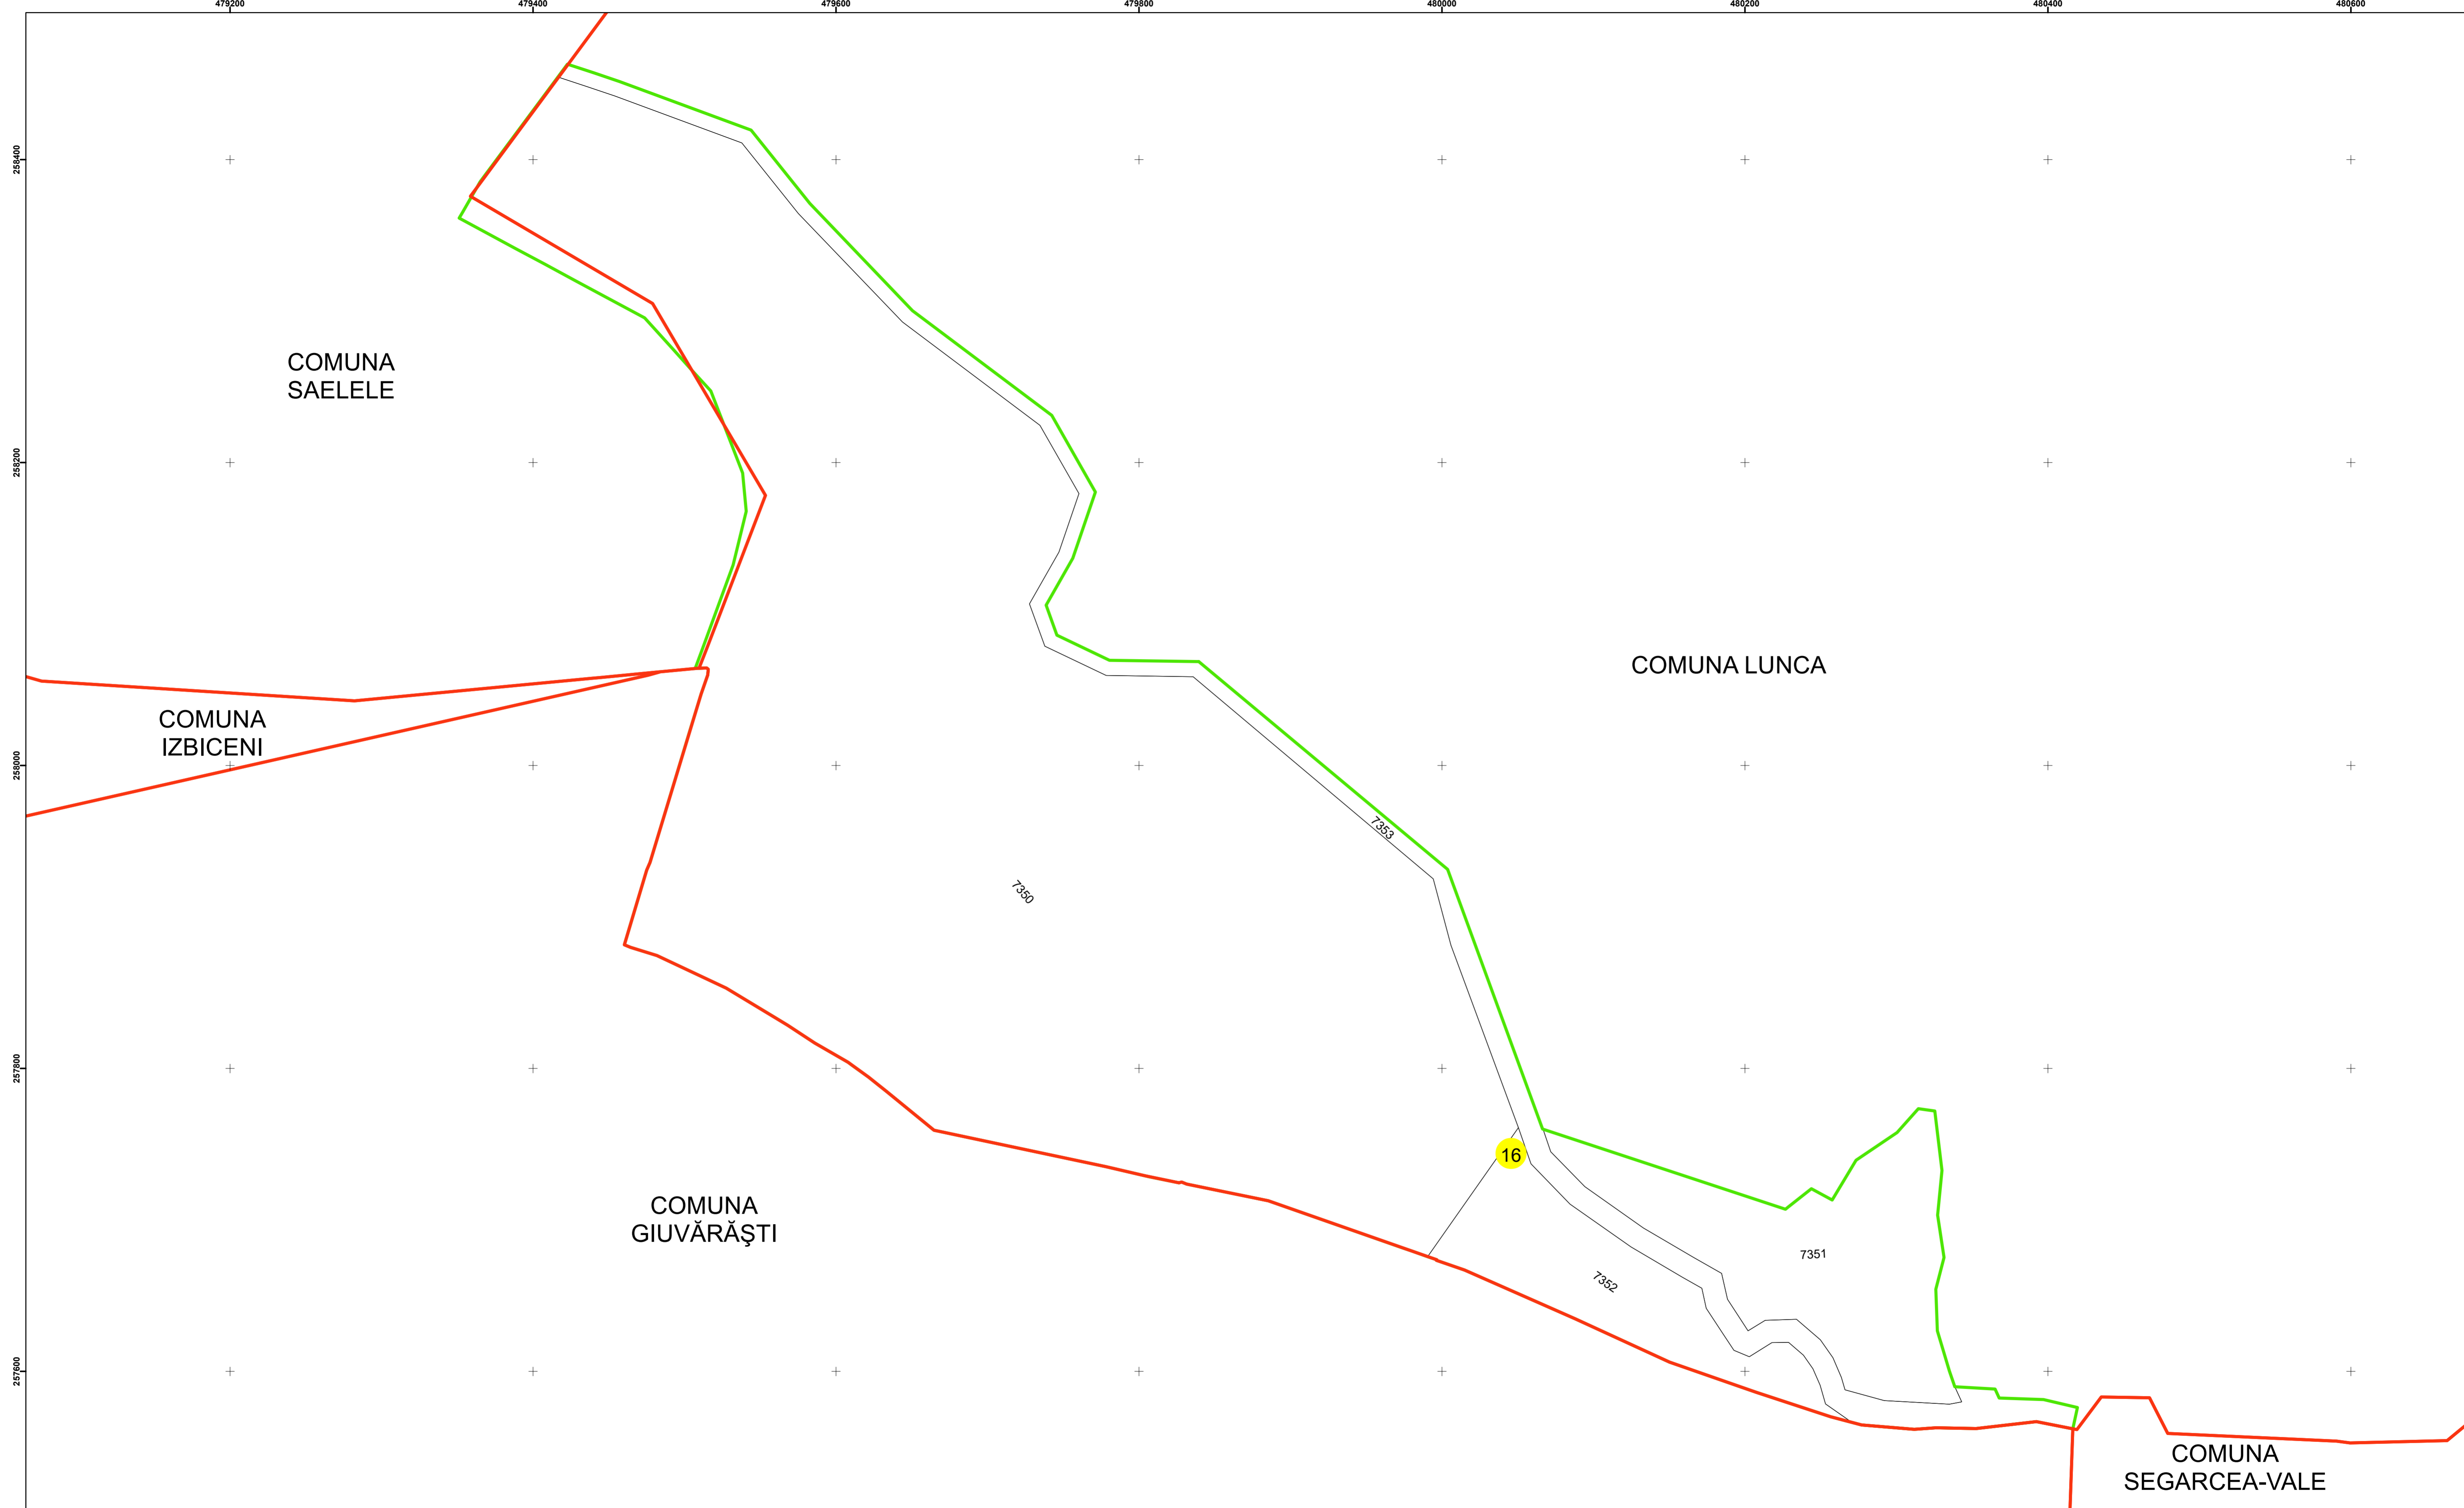 479200 479400 479600 479800 480000 480200 480400 480600
258400
258200
258000
257800
257600
COMUNA
SAELELE
COMUNA LUNCA
COMUNA
IZBICENI
7353
7350
16
COMUNA
GIUVĂRĂŞTI
7351
7352
COMUNA
SEGARCEA-VALE